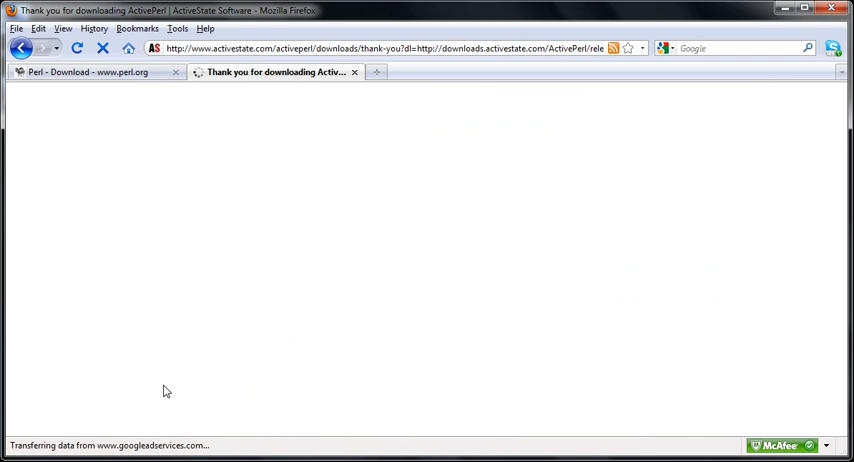 Thank you for downloading ActivePerl | ActiveState Software - Mozilla Firefox
File Edit View History Bookmarks Tools Help
AS http://www.activestate.com/activeperl/downloads/thank-you?dl=http://downloads.activestate.com/ActivePerl/rele Google
Perl - Download - www.perl.org Thank you for downloading Activ...
Transferring data from www.googleadservices.com... McAfee